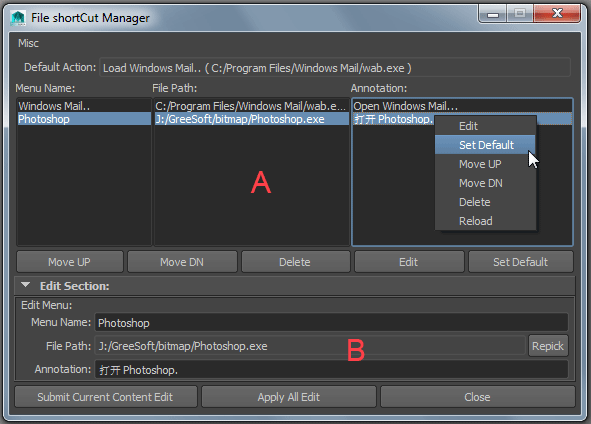 File shortCut Manager
Misc
Default Action: Load Windows Mail.. ( C:/Program Files/Windows Mail/wab.exe )
Menu Name: File Path: Annotation:
Windows Mail.. C:/Program Files/Windows Mail/wab.e... Open Windows Mail...
Photoshop J:/GreeSoft/bitmap/Photoshop.exe 打开 Photoshop.
Edit
Set Default
Move UP
Move DN
Delete
Reload
A
Move UP Move DN Delete Edit Set Default
Edit Section:
Edit Menu:
Menu Name: Photoshop
File Path: J:/GreeSoft/bitmap/Photoshop.exe B Repick
Annotation: 打开 Photoshop.
Submit Current Content Edit Apply All Edit Close